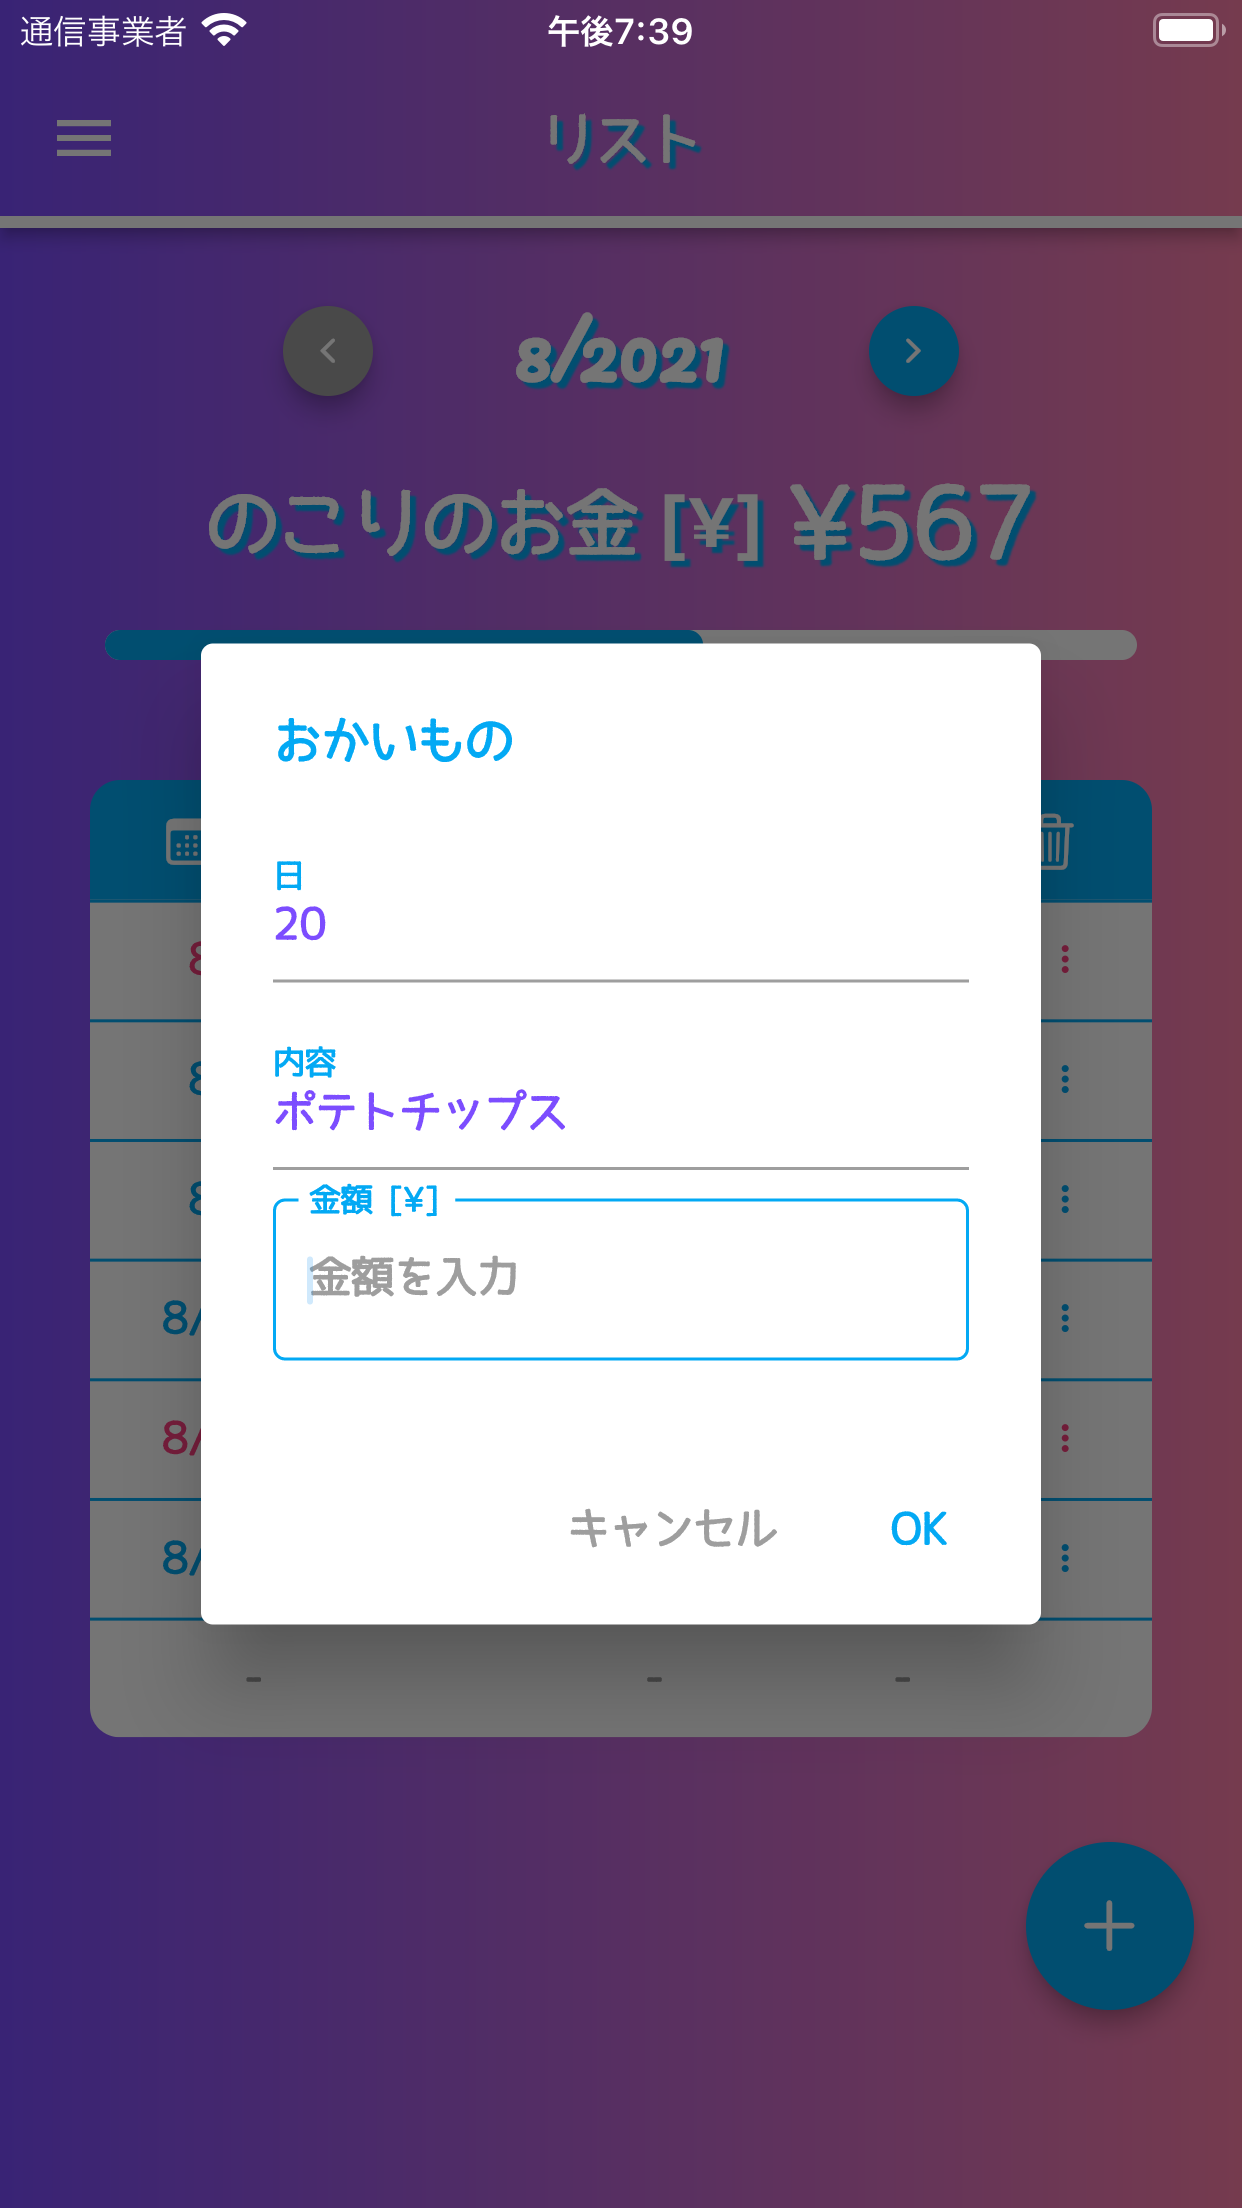 通信事業者 午後7:39
リスト
8/2021
のこりのお金 [¥] ¥567
おかいもの
日
20
8
内容
8
ポテトチップス
8
金額 [¥]
金額を入力
8/
8/
キャンセル OK
8/
- - -